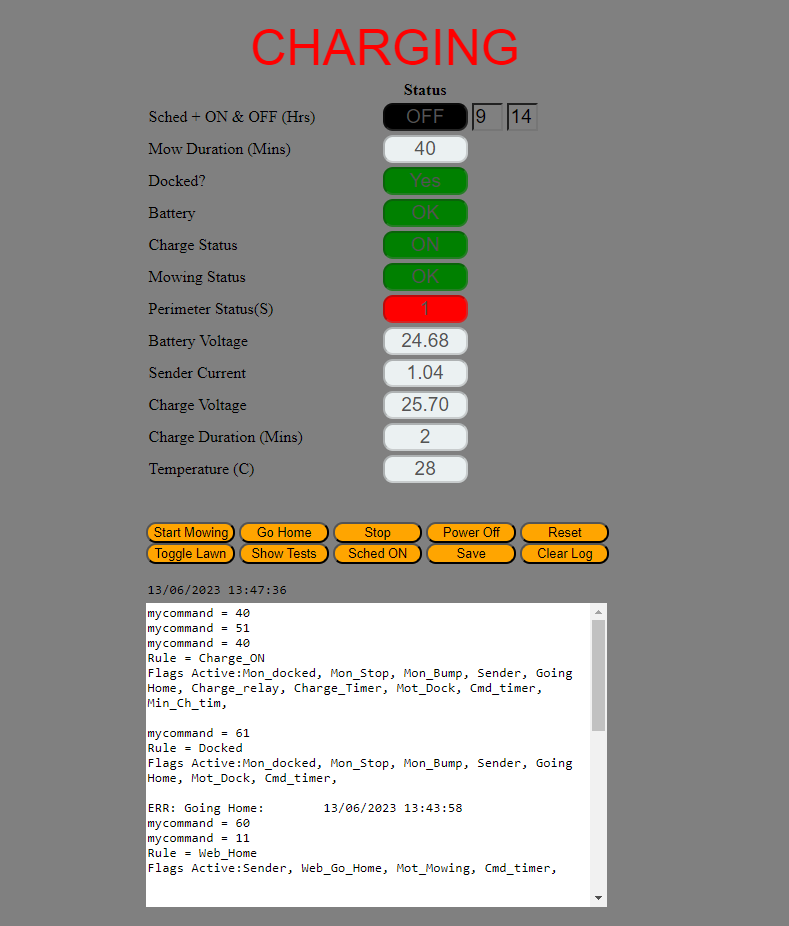 CHARGING
Status
Sched + ON & OFF (Hrs) OFF 9 14
Mow Duration (Mins) 40
Docked? Yes
Battery OK
Charge Status ON
Mowing Status OK
Perimeter Status(S) 1
Battery Voltage 24.68
Sender Current 1.04
Charge Voltage 25.70
Charge Duration (Mins) 2
Temperature (C) 28
Start Mowing Go Home Stop Power Off Reset
Toggle Lawn Show Tests Sched ON Save Clear Log
13/06/2023 13:47:36
mycommand = 40
mycommand = 51
mycommand = 40
Rule = Charge_ON
Flags Active:Mon_docked, Mon_Stop, Mon_Bump, Sender, Going
Home, Charge_relay, Charge_Timer, Mot_Dock, Cmd_timer,
Min_Ch_tim,
mycommand = 61
Rule = Docked
Flags Active:Mon_docked, Mon_Stop, Mon_Bump, Sender, Going
Home, Mot_Dock, Cmd_timer,
ERR: Going Home: 13/06/2023 13:43:58
mycommand = 60
mycommand = 11
Rule = Web_Home
Flags Active:Sender, Web_Go_Home, Mot_Mowing, Cmd_timer,